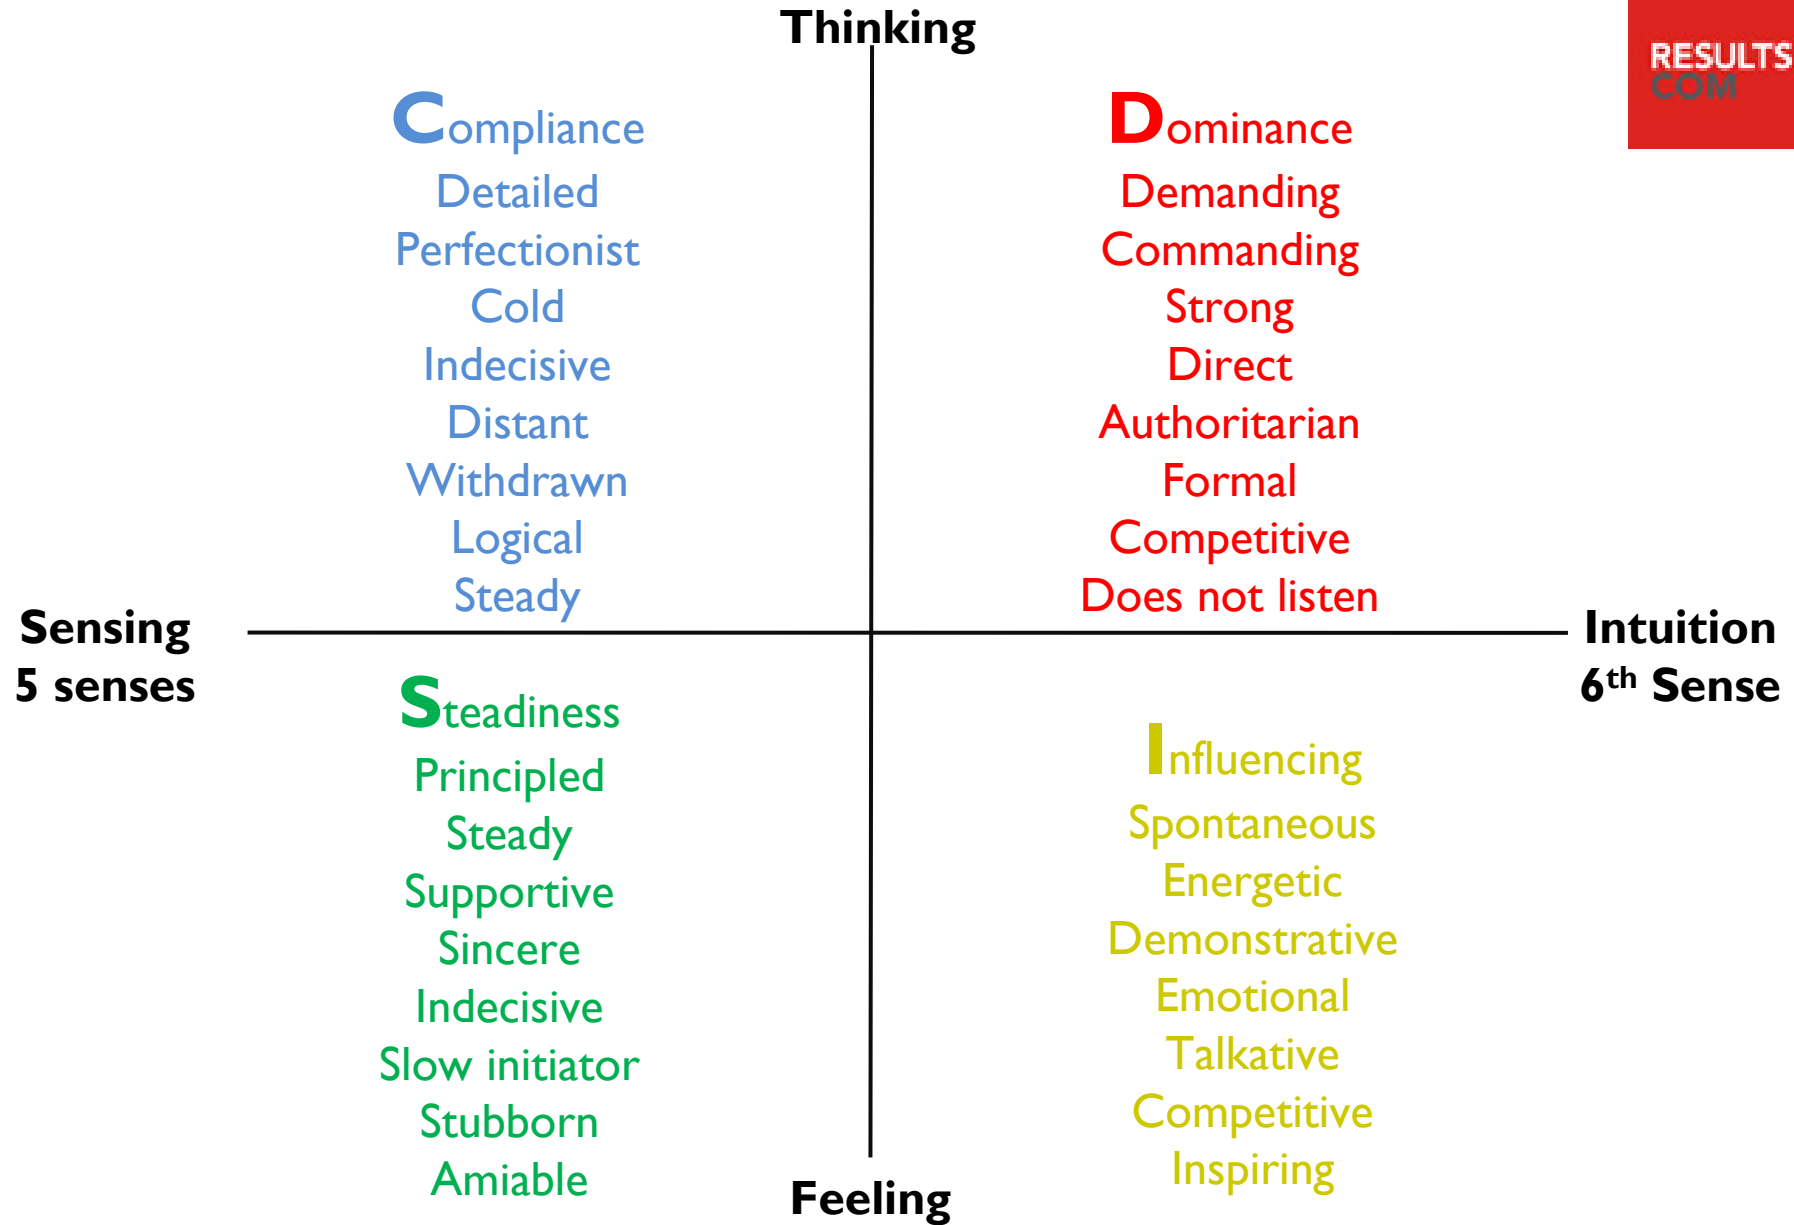 Thinking
RESULTS
COM
Compliance
Detailed
Perfectionist
Cold
Indecisive
Distant
Withdrawn
Logical
Steady
Dominance
Demanding
Commanding
Strong
Direct
Authoritarian
Formal
Competitive
Does not listen
Sensing
5 senses
Intuition
6th Sense
Steadiness
Principled
Steady
Supportive
Sincere
Indecisive
Slow initiator
Stubborn
Amiable
Influencing
Spontaneous
Energetic
Demonstrative
Emotional
Talkative
Competitive
Inspiring
Feeling